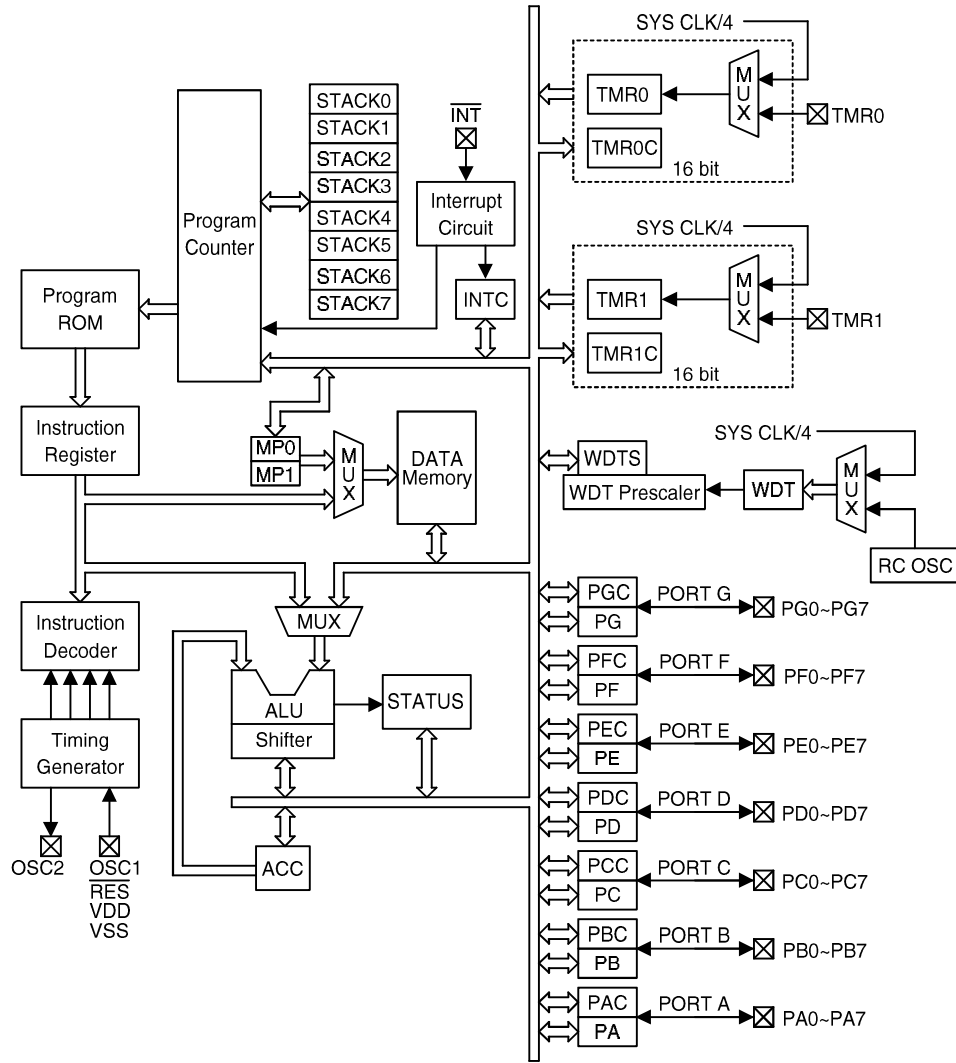 SYS CLK/4
MUX
TMR0
TMR0
TMR0C
16 bit
STACK0
STACK1
STACK2
STACK3
STACK4
STACK5
STACK6
STACK7
INT
Interrupt
Circuit
INTC
Program
Counter
Program
ROM
SYS CLK/4
MUX
TMR1
TMR1
TMR1C
16 bit
Instruction
Register
MP0
MP1
MUX
DATA
Memory
SYS CLK/4
MUX
WDTS
WDT Prescaler
WDT
RC OSC
Instruction
Decoder
MUX
ALU
Shifter
STATUS
Timing
Generator
OSC2
OSC1
RES
VDD
VSS
ACC
PGC
PG
PORT G
PG0~PG7
PFC
PF
PORT F
PF0~PF7
PEC
PE
PORT E
PE0~PE7
PDC
PD
PORT D
PD0~PD7
PCC
PC
PORT C
PC0~PC7
PBC
PB
PORT B
PB0~PB7
PAC
PA
PORT A
PA0~PA7